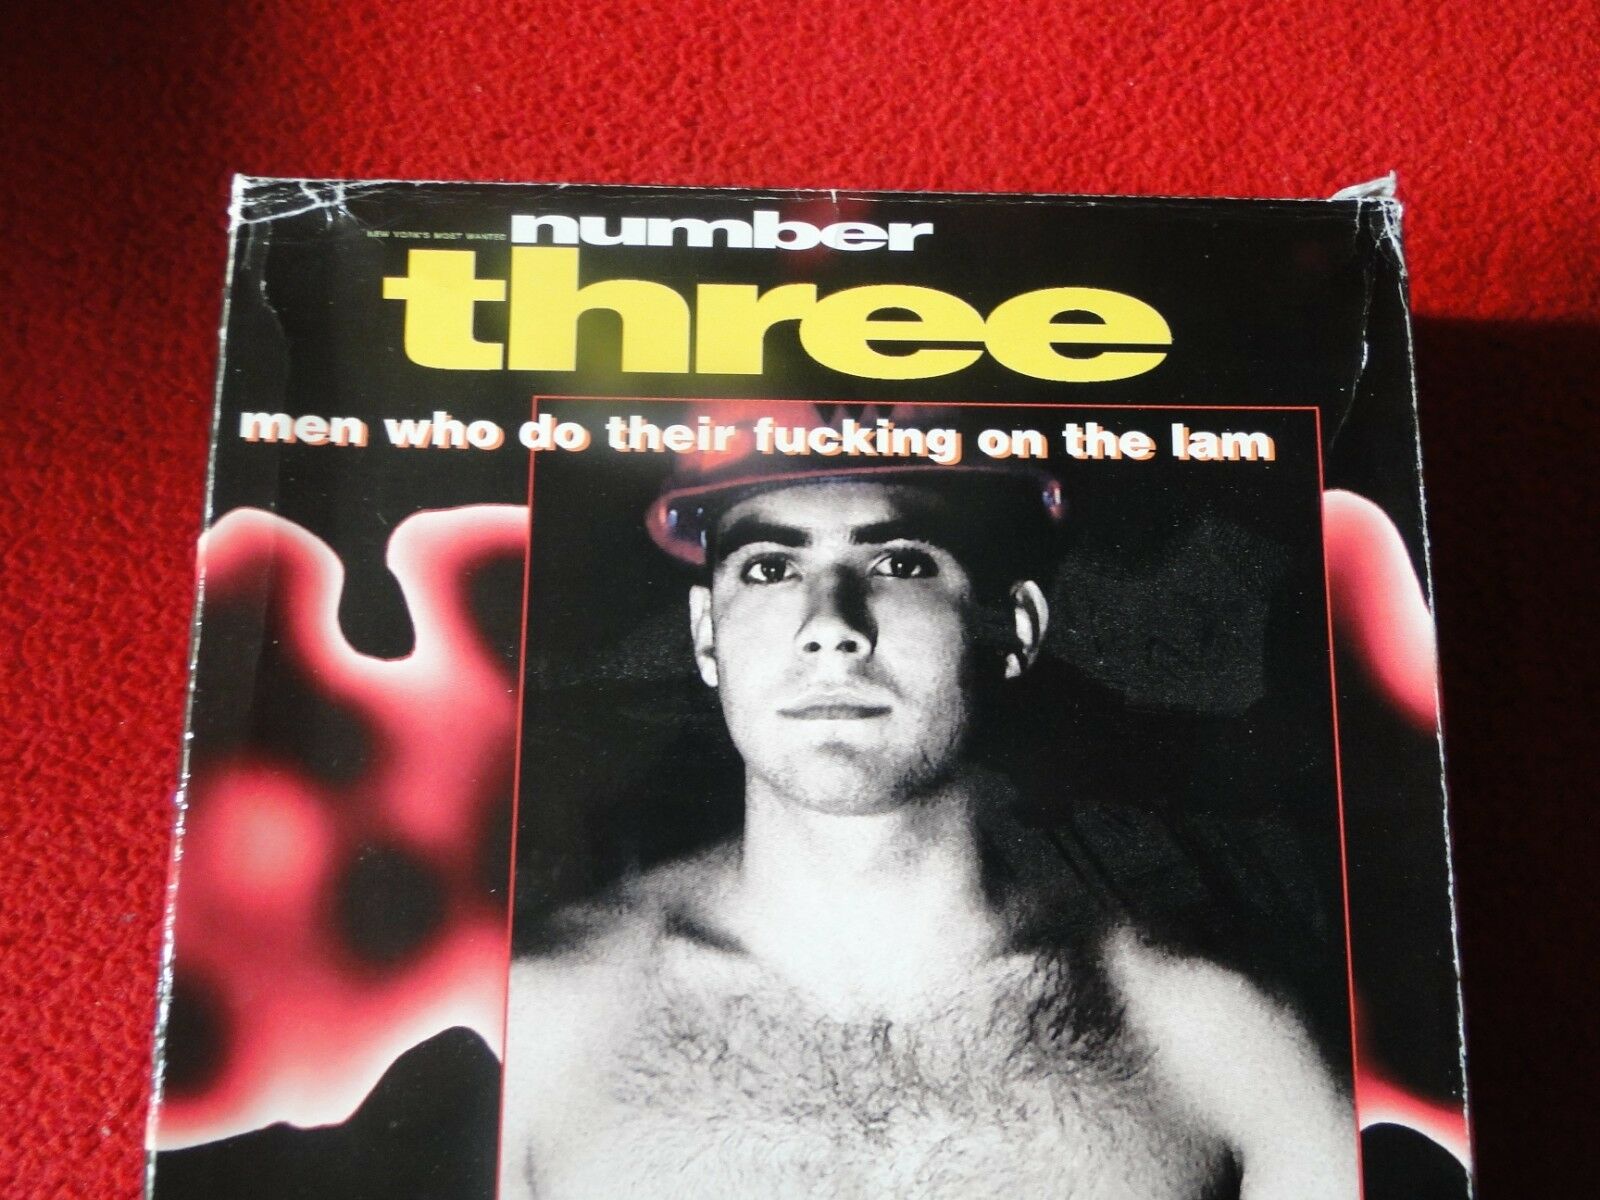 NEW YORK'S MOST WANTED number
three
men who do their fucking on the lam